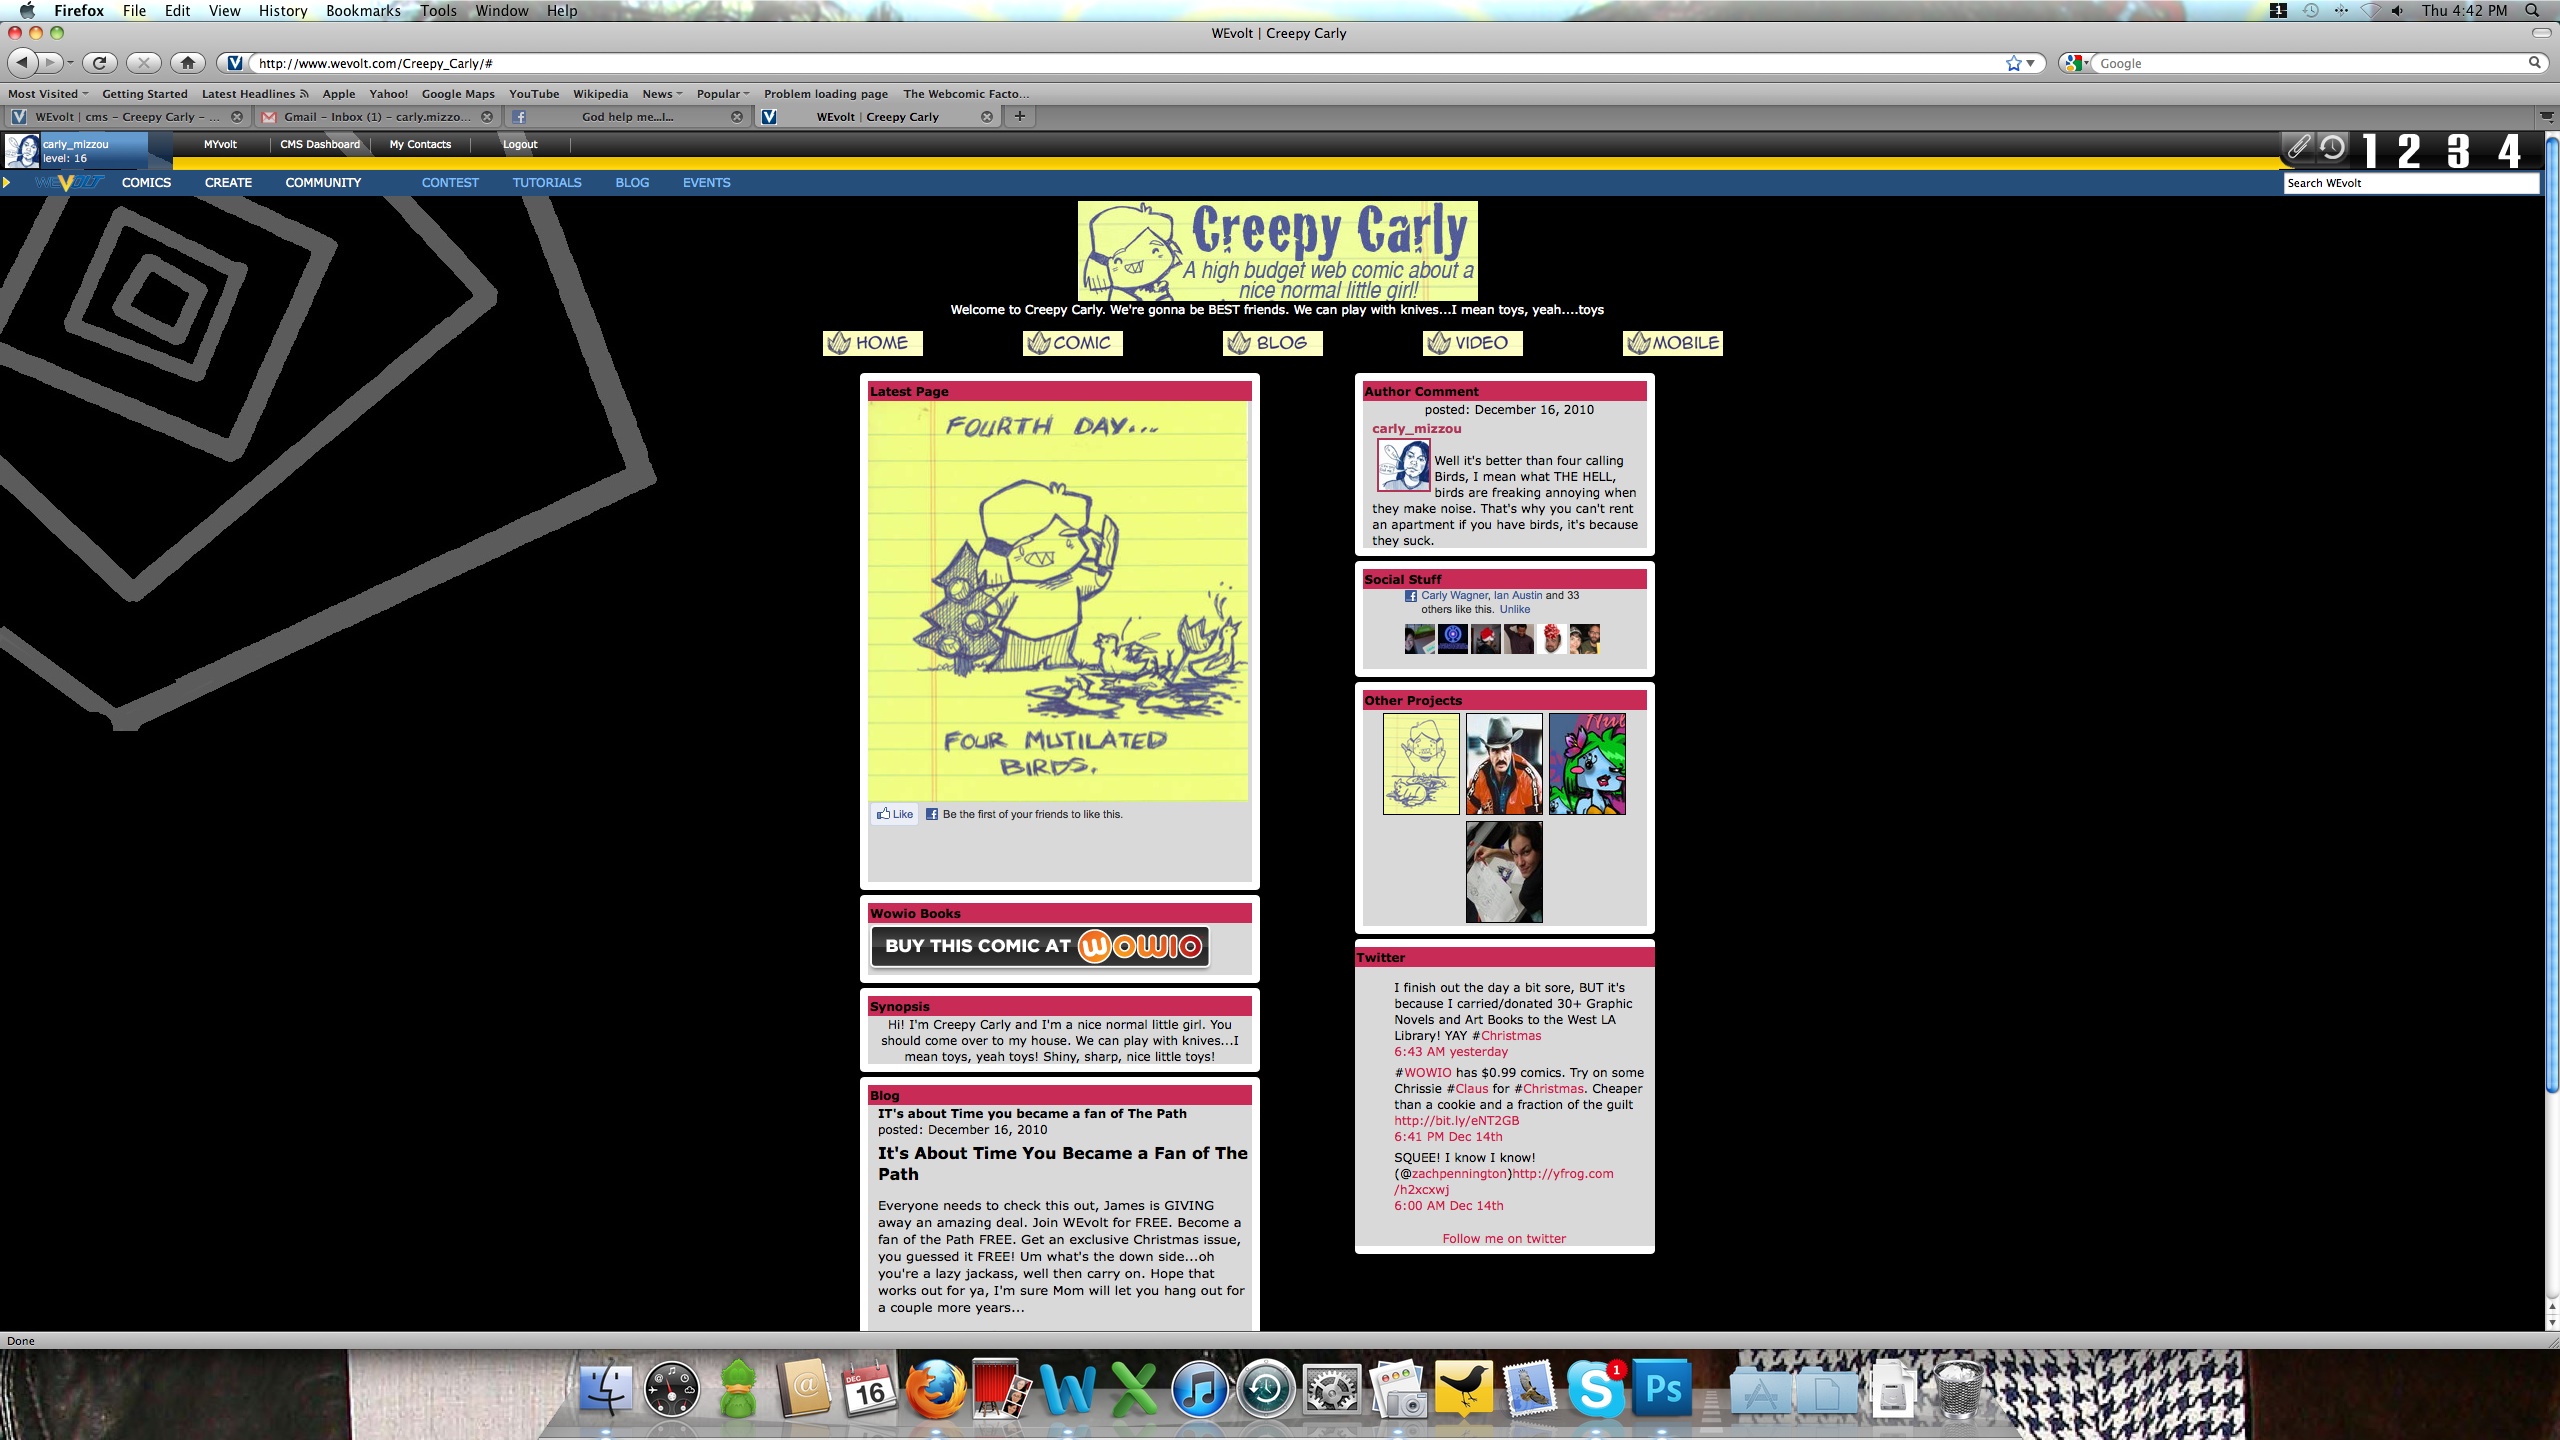 Firefox File Edit View History Bookmarks Tools Window Help
1 Thu 4:42 PM
WEvolt | Creepy Carly
http://www.wevolt.com/Creepy_Carly/#
Google
Most Visited Getting Started Latest Headlines Apple Yahoo! Google Maps YouTube Wikipedia News Popular Problem loading page The Webcomic Facto...
WEvolt | cms - Creepy Carly - ...
Gmail - Inbox (1) - carly.mizzo...
God help me...I...
WEvolt | Creepy Carly
carly_mizzou
level: 16
MYvolt CMS Dashboard My Contacts Logout
1 2 3 4
WEVOLT COMICS CREATE COMMUNITY CONTEST TUTORIALS BLOG EVENTS
Search WEvolt
Creepy Carly
A high budget web comic about a
nice normal little girl!
Welcome to Creepy Carly. We're gonna be BEST friends. We can play with knives...I mean toys, yeah....toys
HOME COMIC BLOG VIDEO MOBILE
Latest Page
FOURTH DAY...
FOUR MUTILATED
BIRDS.
Like Be the first of your friends to like this.
Wowio Books
BUY THIS COMIC AT WOWIO
Synopsis
Hi! I'm Creepy Carly and I'm a nice normal little girl. You
should come over to my house. We can play with knives...I
mean toys, yeah toys! Shiny, sharp, nice little toys!
Blog
IT's about Time you became a fan of The Path
posted: December 16, 2010
It's About Time You Became a Fan of The
Path
Everyone needs to check this out, James is GIVING
away an amazing deal. Join WEvolt for FREE. Become a
fan of the Path FREE. Get an exclusive Christmas issue,
you guessed it FREE! Um what's the down side...oh
you're a lazy jackass, well then carry on. Hope that
works out for ya, I'm sure Mom will let you hang out for
a couple more years...
Author Comment
posted: December 16, 2010
carly_mizzou
Well it's better than four calling
Birds, I mean what THE HELL,
birds are freaking annoying when
they make noise. That's why you can't rent
an apartment if you have birds, it's because
they suck.
Social Stuff
Carly Wagner, Ian Austin and 33
others like this. Unlike
Other Projects
Twitter
I finish out the day a bit sore, BUT it's
because I carried/donated 30+ Graphic
Novels and Art Books to the West LA
Library! YAY #Christmas
6:43 AM yesterday
#WOWIO has $0.99 comics. Try on some
Chrissie #Claus for #Christmas. Cheaper
than a cookie and a fraction of the guilt
http://bit.ly/eNT2GB
6:41 PM Dec 14th
SQUEE! I know I know!
(@zachpennington)http://yfrog.com
/h2xcxwj
6:00 AM Dec 14th
Follow me on twitter
Done
DEC
16
1
Ps